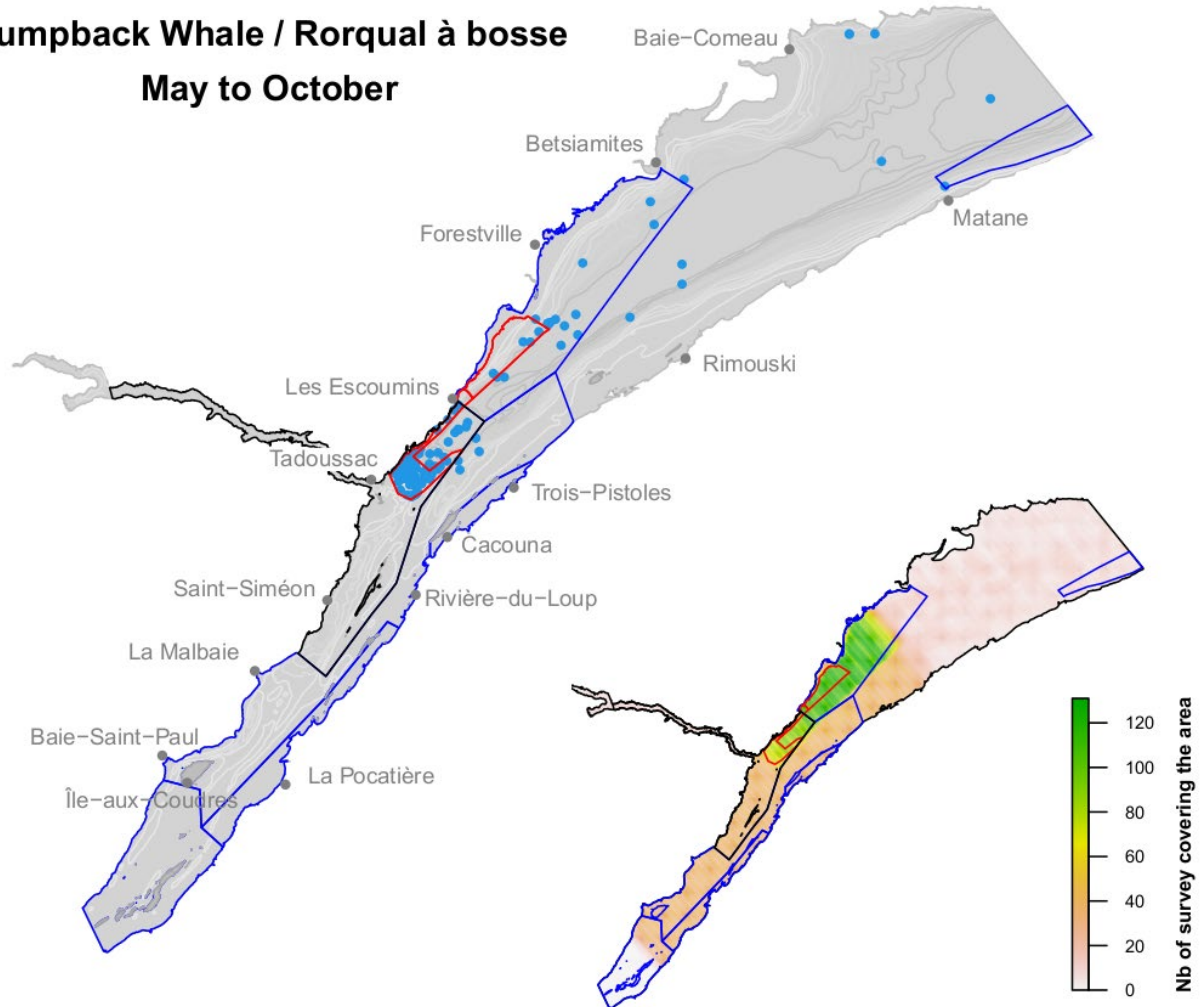 umpback Whale / Rorqual à bosse
May to October
Baie−Comeau
Betsiamites
Matane
Forestville
Rimouski
Les Escoumins
Tadoussac
Trois−Pistoles
Cacouna
Saint−Siméon
Rivière−du−Loup
La Malbaie
Baie−Saint−Paul
La Pocatière
Île−aux−Coudres
120
100
80
60
40
20
0
Nb of survey covering the area